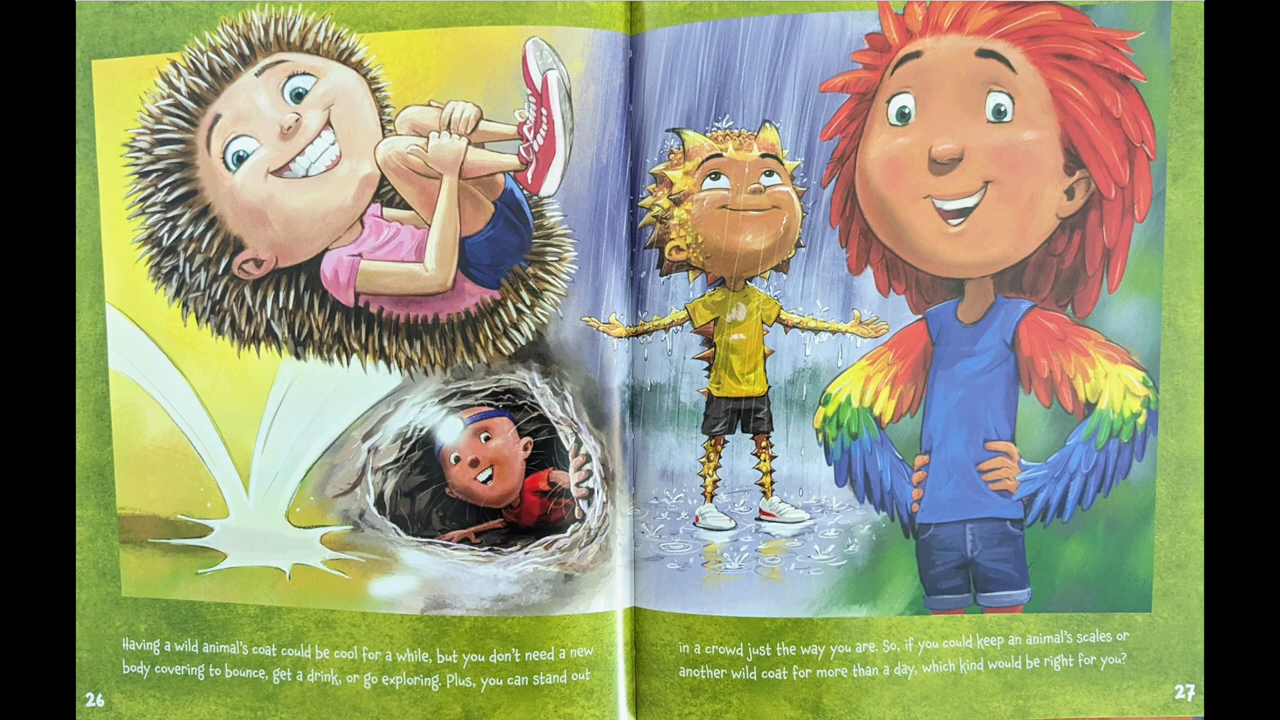 Having a wild animal's coat could be cool for a while, but you don't need a new
body covering to bounce, get a drink, or go exploring. Plus, you can stand out
26
in a crowd just the way you are. So, if you could keep an animal's scales or
another wild coat for more than a day, which kind would be right for you?
27